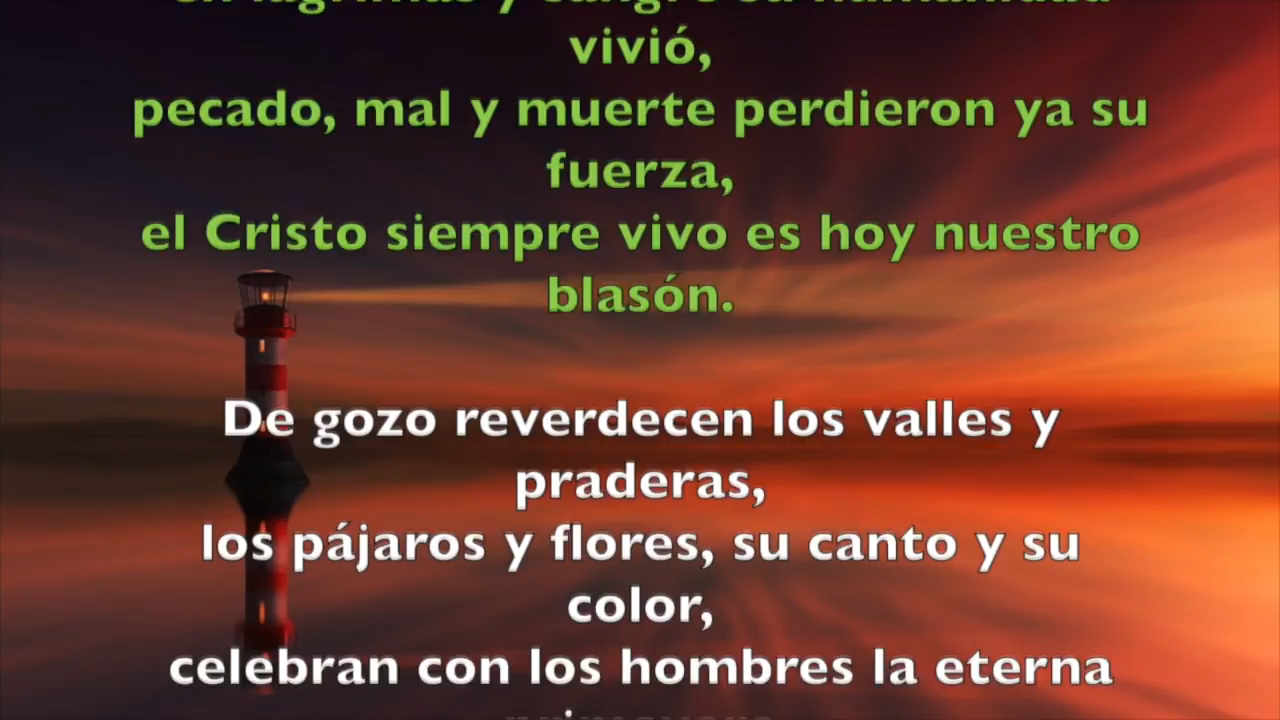 vivió,
pecado, mal y muerte perdieron ya su
fuerza,
el Cristo siempre vivo es hoy nuestro
blasón.
De gozo reverdecen los valles y
praderas,
los pájaros y flores, su canto y su
color,
celebran con los hombres la eterna